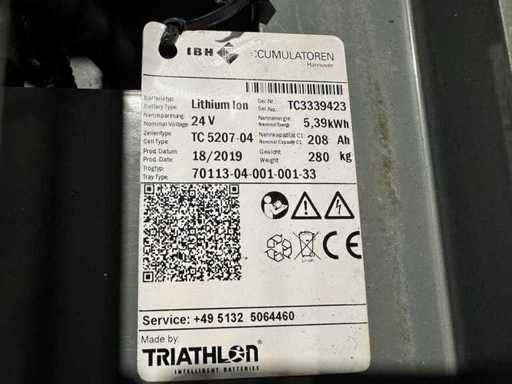 IBH CCUMULATOREN
Hannover
Batterietyp: Lithium Ion Ser.Nr.: TC3339423
Battery Type: Ser.No.:
Nennspannung: 24 V Nennenergie: 5,39kWh
Nominal Voltage: Nominal Energy
Zellentype: TC 5207-04 Nennkapazität C1: 208 Ah
Cell Type: Nominal Capacity C1:
Prod. Datum 18/2019 Gewicht: 280 kg
Prod. Date: Weight:
Trogtyp: 70113-04-001-001-33
Tray Type:
CE
Service: +49 5132 5064460
Made by:
TRIATHLON
INTELLIGENT BATTERIES